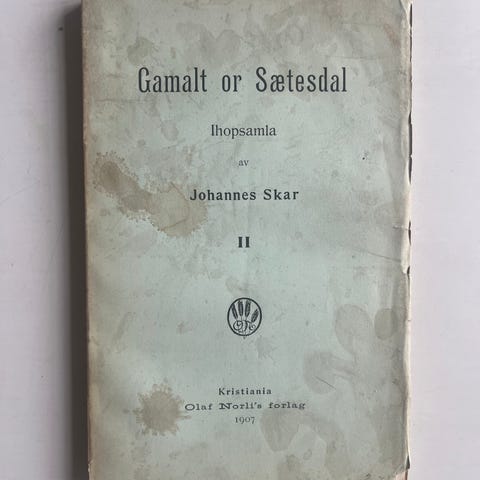 Gamalt or Sætesdal
Ihopsamla
av
Johannes Skar
II
Kristiania
Olaf Norli's forlag
1907